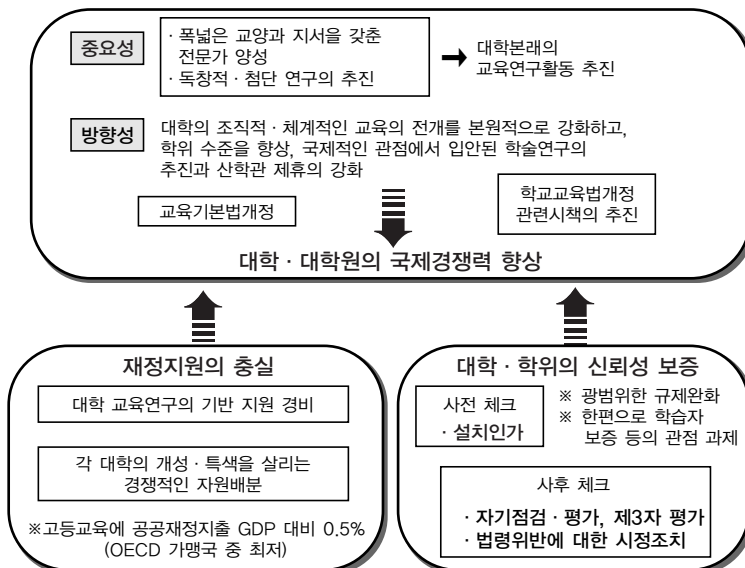 중요성
· 폭넓은 교양과 지서을 갖춘
전문가 양성
· 독창적 · 첨단 연구의 추진
대학본래의
교육연구활동 추진
방향성
대학의 조직적 · 체계적인 교육의 전개를 본원적으로 강화하고,
학위 수준을 향상, 국제적인 관점에서 입안된 학술연구의
추진과 산학관 제휴의 강화
교육기본법개정
학교교육법개정
관련시책의 추진
대학 · 대학원의 국제경쟁력 향상
재정지원의 충실
대학 교육연구의 기반 지원 경비
각 대학의 개성 · 특색을 살리는
경쟁적인 자원배분
※고등교육에 공공재정지출 GDP 대비 0.5%
(OECD 가맹국 중 최저)
대학 · 학위의 신뢰성 보증
사전 체크
· 설치인가
※ 광범위한 규제완화
※ 한편으로 학습자
보증 등의 관점 과제
사후 체크
· 자기점검 · 평가, 제3자 평가
· 법령위반에 대한 시정조치